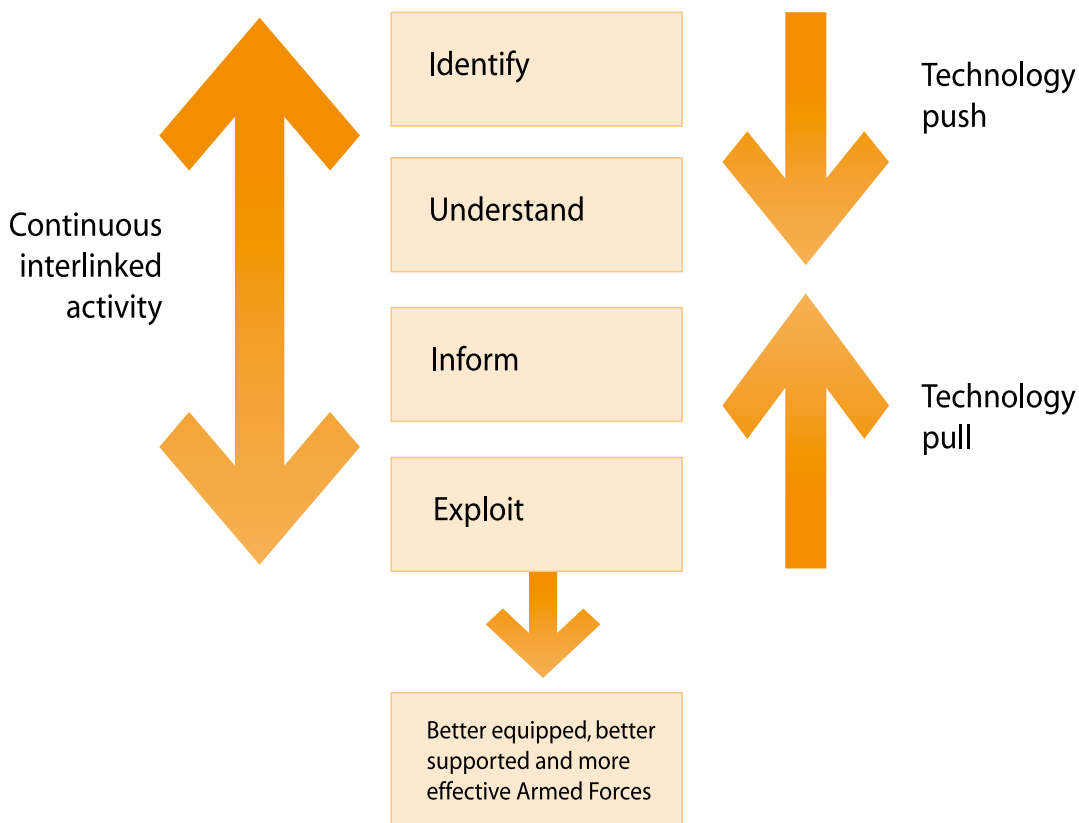 Identify
Technology
push
Understand
Continuous
interlinked
activity
Inform
Technology
pull
Exploit
Better equipped, better
supported and more
effective Armed Forces